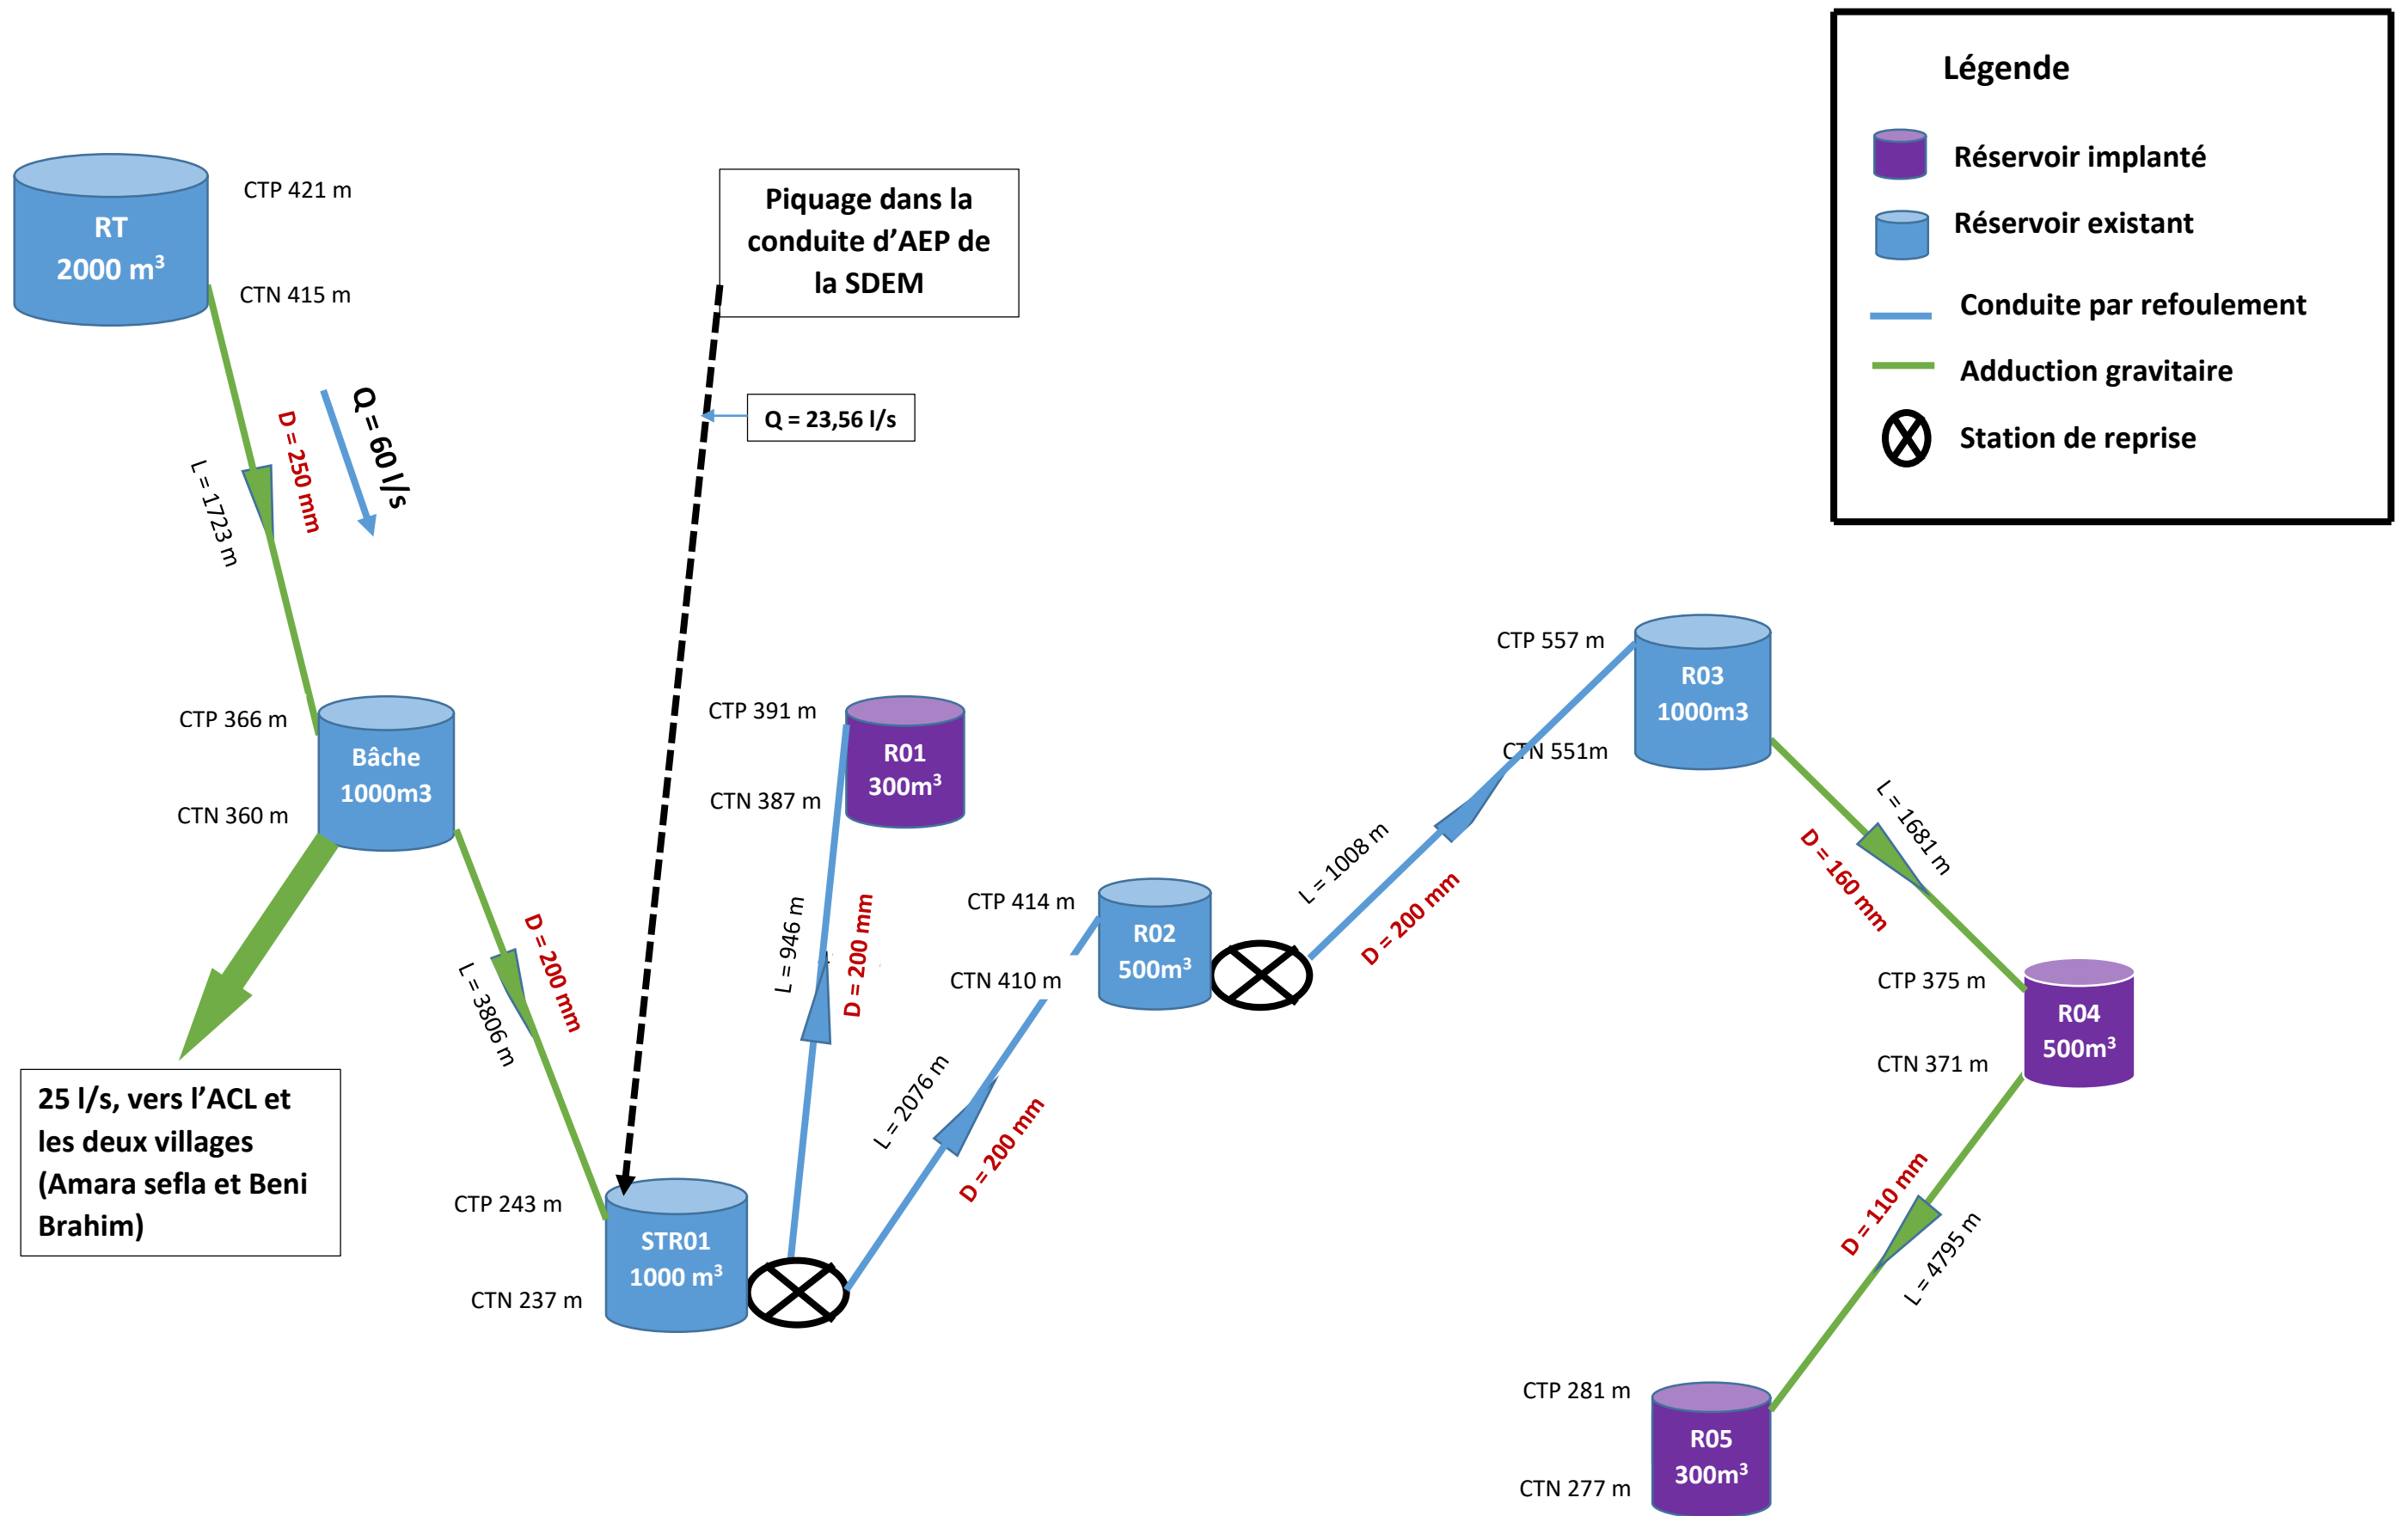 Légende
Réservoir implanté
Réservoir existant
Conduite par refoulement
Adduction gravitaire
Station de reprise
CTP 421 m
RT
2000 m³
CTN 415 m
Piquage dans la
conduite d’AEP de
la SDEM
Q = 23,56 l/s
Q = 60 l/s
D = 250 mm
L = 1723 m
CTP 366 m
Bâche
1000m3
CTN 360 m
25 l/s, vers l’ACL et
les deux villages
(Amara sefla et Beni
Brahim)
D = 200 mm
L = 3806 m
CTP 243 m
STR01
1000 m³
CTN 237 m
CTP 391 m
R01
300m³
CTN 387 m
L = 946 m
D = 200 mm
CTP 414 m
R02
500m³
CTN 410 m
L = 2076 m
D = 200 mm
CTP 557 m
R03
1000m3
CTN 551m
L = 1008 m
D = 200 mm
L = 1681 m
D = 160 mm
CTP 375 m
R04
500m³
CTN 371 m
D = 110 mm
L = 4795 m
CTP 281 m
R05
300m³
CTN 277 m